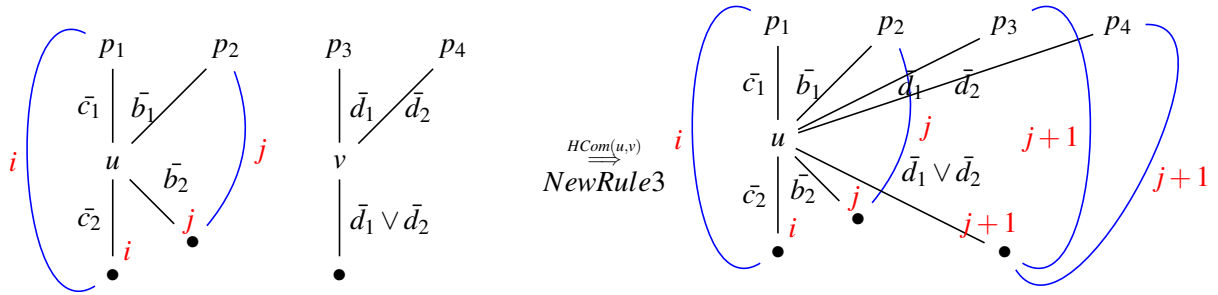 p₁ p₂ p₃ p₄ p₁ p₂ p₃ p₄
c̄₁ b̄₁ d̄₁ d̄₂ c̄₁ b̄₁ d̄₁ d̄₂
i u j v HCom(u,v) i u j j+1
b̄₂ NewRule3 d̄₁ ∨ d̄₂ j+1
c̄₂ j d̄₁ ∨ d̄₂ c̄₂ b̄₂ j
i i j+1